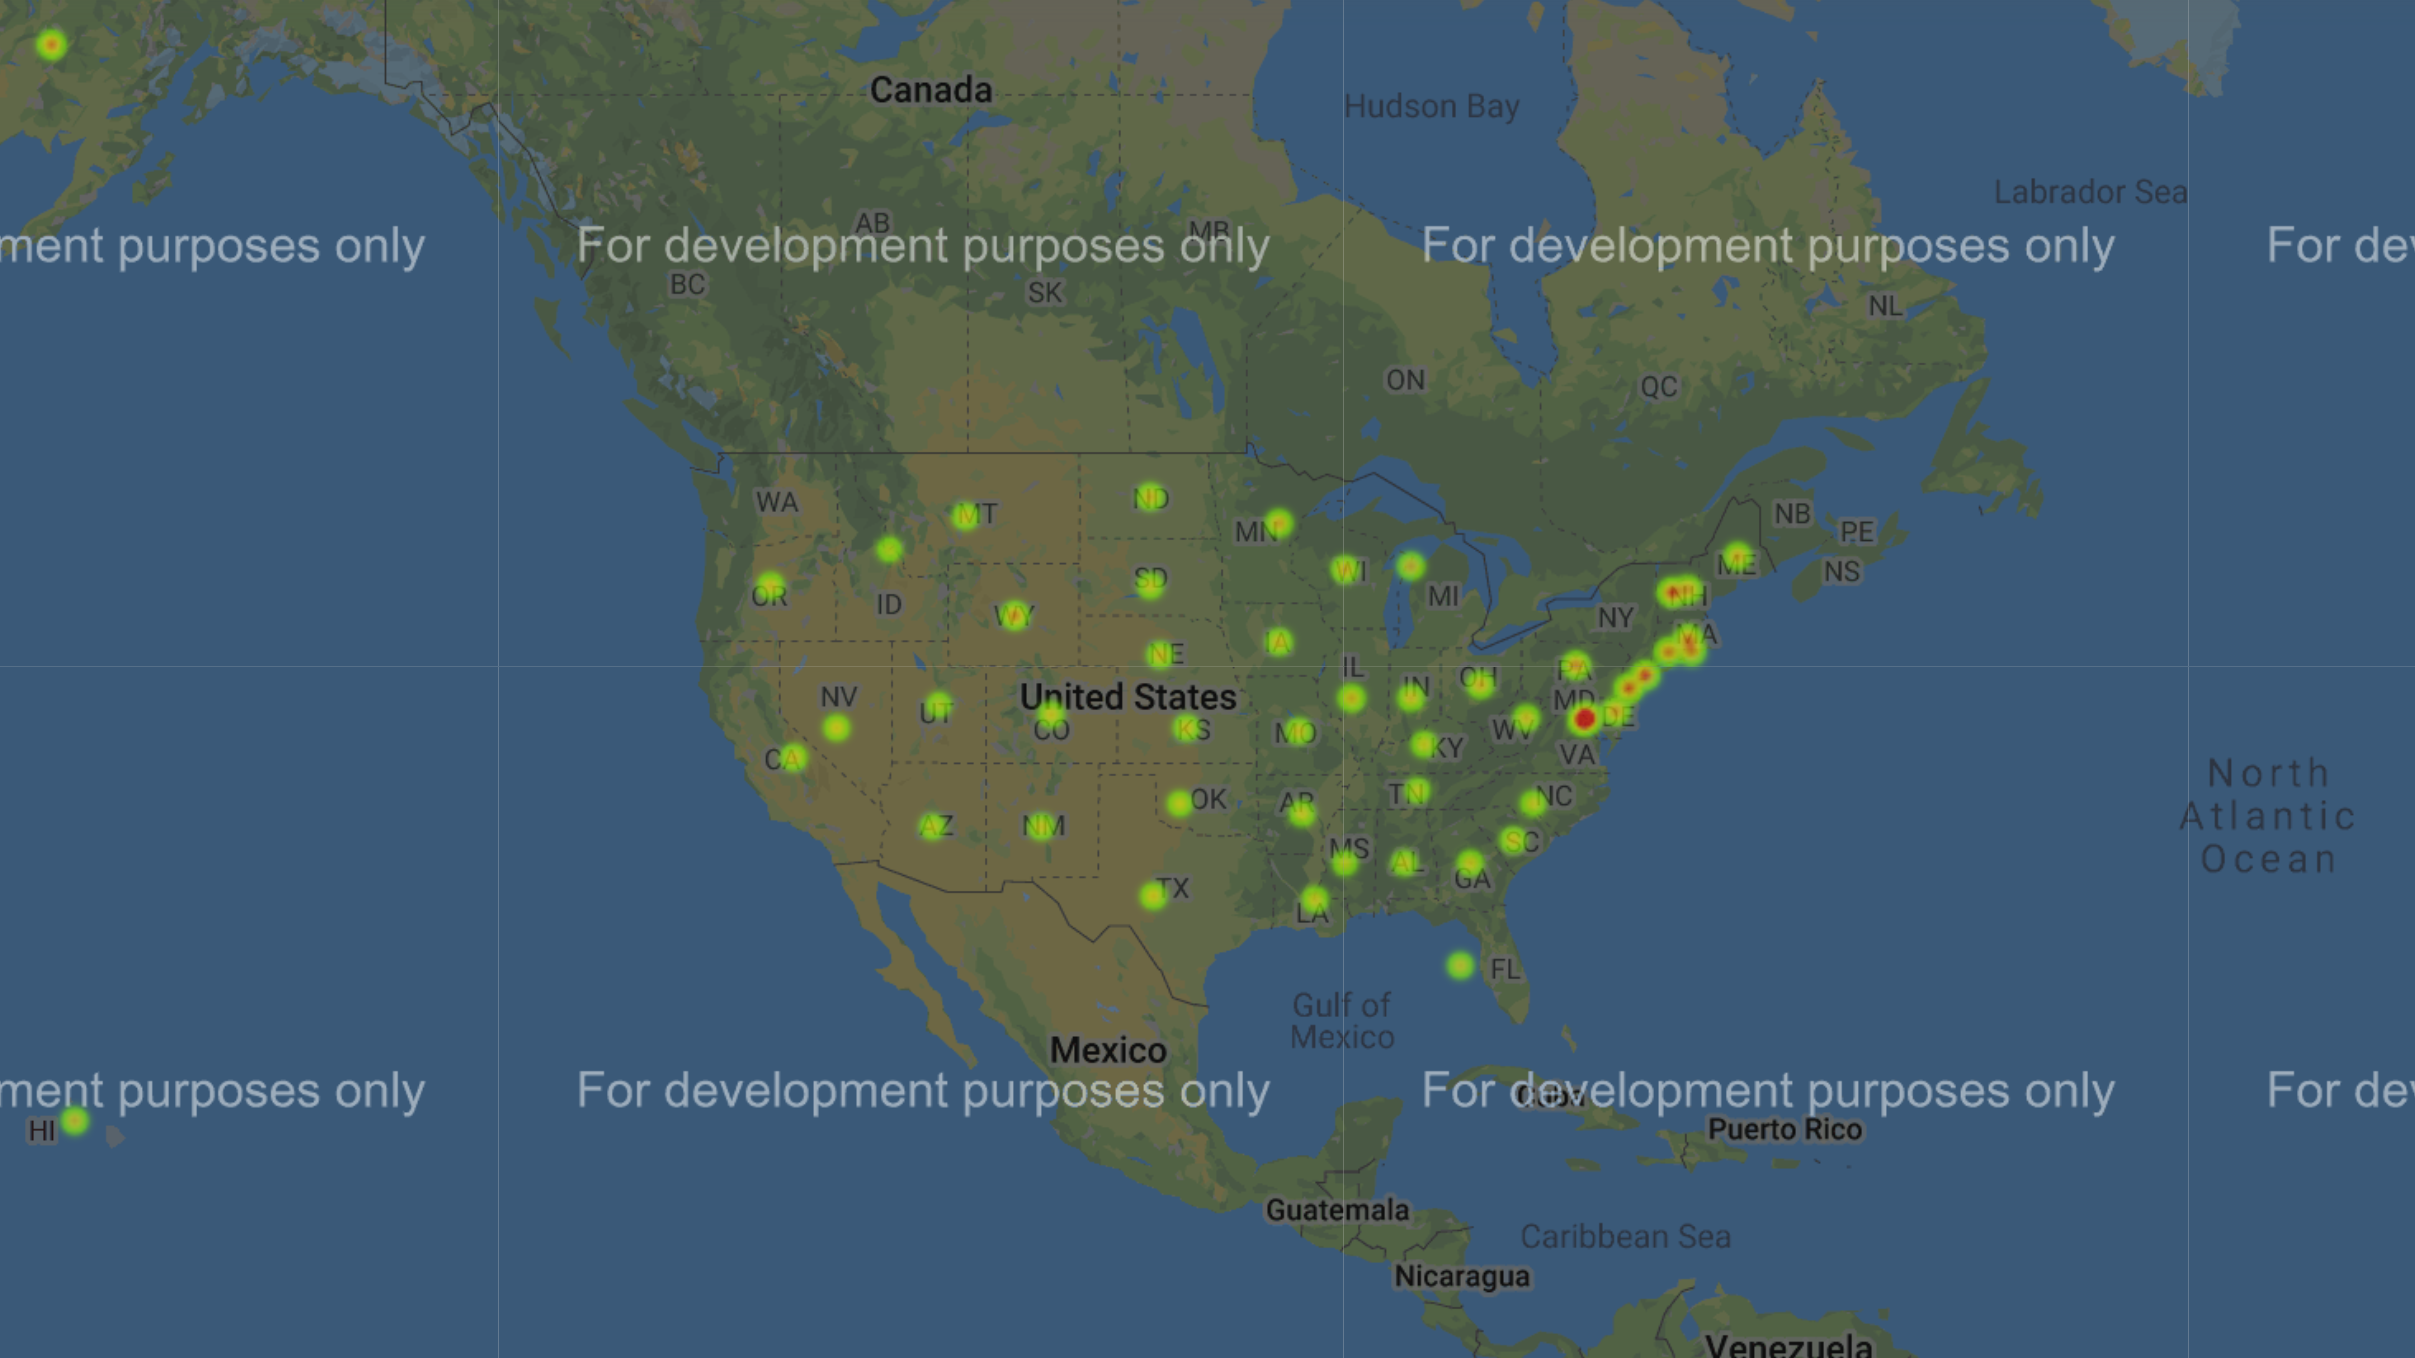 Canada
Hudson Bay
Labrador Sea
AB
MB
ment purposes only
For development purposes only
For development purposes only
For dev
BC
SK
NL
ON
QC
WA
MT
ND
MN
NB
PE
WI
ME
NS
OR
ID
SD
MI
NH
WY
NY
IA
MA
NE
IL
PA
OH
IN
NV
United States
MD
UT
CO
KS
MO
WV
DE
CA
KY
VA
North
Atlantic
Ocean
OK
AR
TN
NC
AZ
NM
MS
AL
SC
GA
TX
LA
FL
Gulf of
Mexico
Mexico
ment purposes only
For development purposes only
For development purposes only
For dev
Cuba
HI
Puerto Rico
Guatemala
Caribbean Sea
Nicaragua
Venezuela